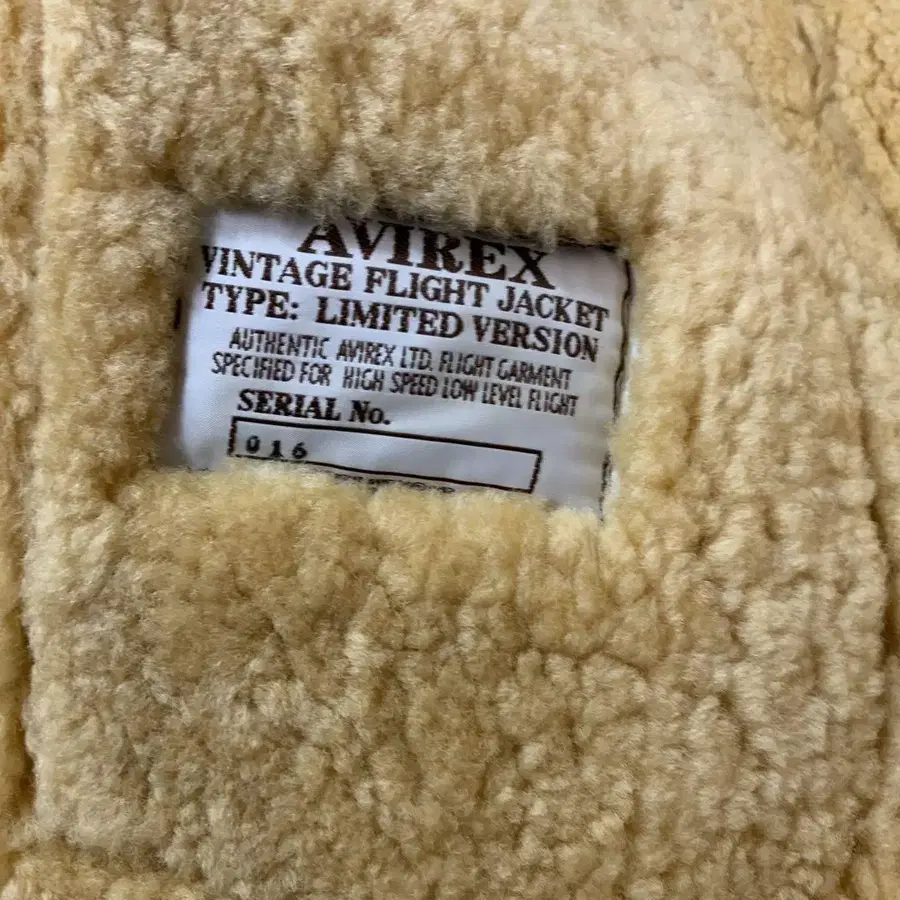 AVIREX
VINTAGE FLIGHT JACKET
TYPE: LIMITED VERSION
AUTHENTIC AVIREX LTD. FLIGHT GARMENT
SPECIFIED FOR HIGH SPEED LOW LEVEL FLIGHT
SERIAL No.
016